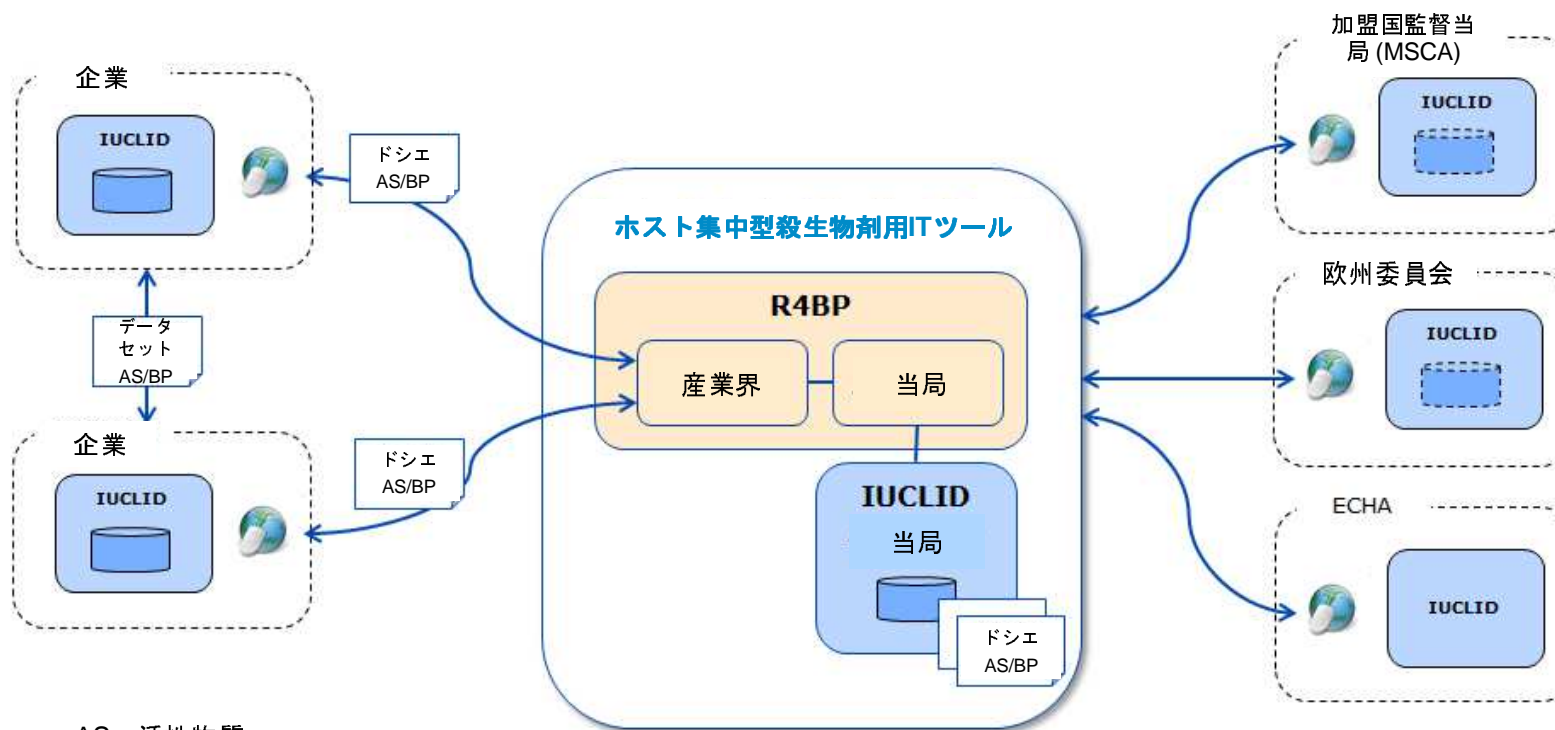 企業
IUCLID
ドシエ
AS/BP
データ
セット
AS/BP
企業
IUCLID
ドシエ
AS/BP
ホスト集中型殺生物剤用ITツール
R4BP
産業界
当局
IUCLID
当局
ドシエ
AS/BP
加盟国監督当
局 (MSCA)
IUCLID
欧州委員会
IUCLID
ECHA
IUCLID